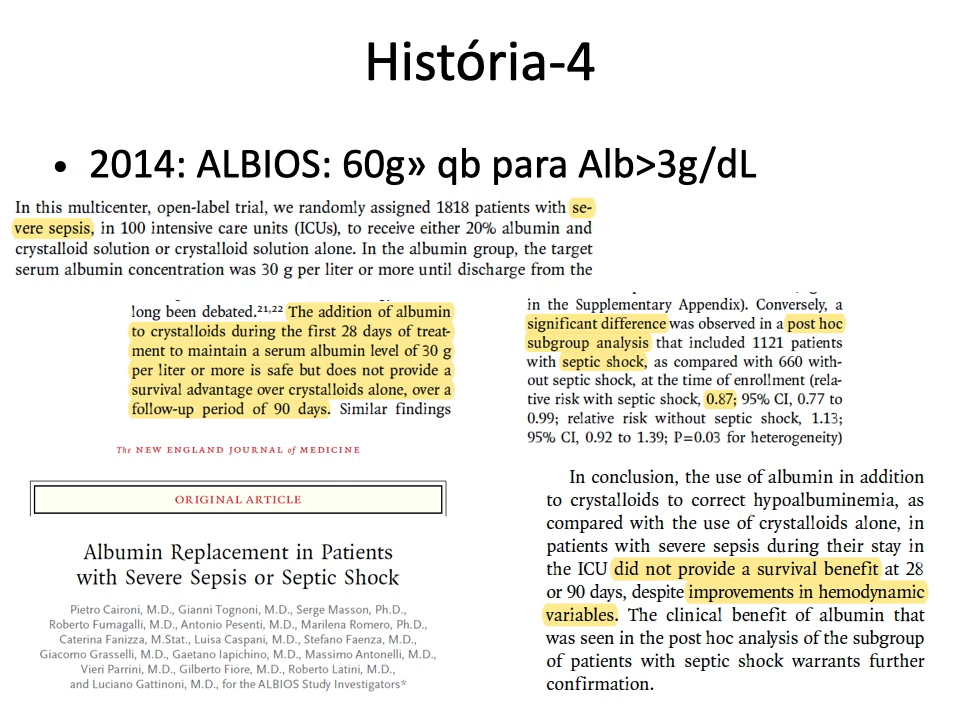 História-4
• 2014: ALBIOS: 60g» qb para Alb>3g/dL
In this multicenter, open-label trial, we randomly assigned 1818 patients with se-
vere sepsis, in 100 intensive care units (ICUs), to receive either 20% albumin and
crystalloid solution or crystalloid solution alone. In the albumin group, the target
serum albumin concentration was 30 g per liter or more until discharge from the
long been debated.21,22 The addition of albumin
to crystalloids during the first 28 days of treat-
ment to maintain a serum albumin level of 30 g
per liter or more is safe but does not provide a
survival advantage over crystalloids alone, over a
follow-up period of 90 days. Similar findings
The NEW ENGLAND JOURNAL of MEDICINE
ORIGINAL ARTICLE
Albumin Replacement in Patients
with Severe Sepsis or Septic Shock
Pietro Caironi, M.D., Gianni Tognoni, M.D., Serge Masson, Ph.D.,
Roberto Fumagalli, M.D., Antonio Pesenti, M.D., Marilena Romero, Ph.D.,
Caterina Fanizza, M.Stat., Luisa Caspani, M.D., Stefano Faenza, M.D.,
Giacomo Grasselli, M.D., Gaetano Iapichino, M.D., Massimo Antonelli, M.D.,
Vieri Parrini, M.D., Gilberto Fiore, M.D., Roberto Latini, M.D.,
and Luciano Gattinoni, M.D., for the ALBIOS Study Investigators*
in the Supplementary Appendix). Conversely, a
significant difference was observed in a post hoc
subgroup analysis that included 1121 patients
with septic shock, as compared with 660 with-
out septic shock, at the time of enrollment (rela-
tive risk with septic shock, 0.87; 95% CI, 0.77 to
0.99; relative risk without septic shock, 1.13;
95% CI, 0.92 to 1.39; P=0.03 for heterogeneity)
In conclusion, the use of albumin in addition
to crystalloids to correct hypoalbuminemia, as
compared with the use of crystalloids alone, in
patients with severe sepsis during their stay in
the ICU did not provide a survival benefit at 28
or 90 days, despite improvements in hemodynamic
variables. The clinical benefit of albumin that
was seen in the post hoc analysis of the subgroup
of patients with septic shock warrants further
confirmation.